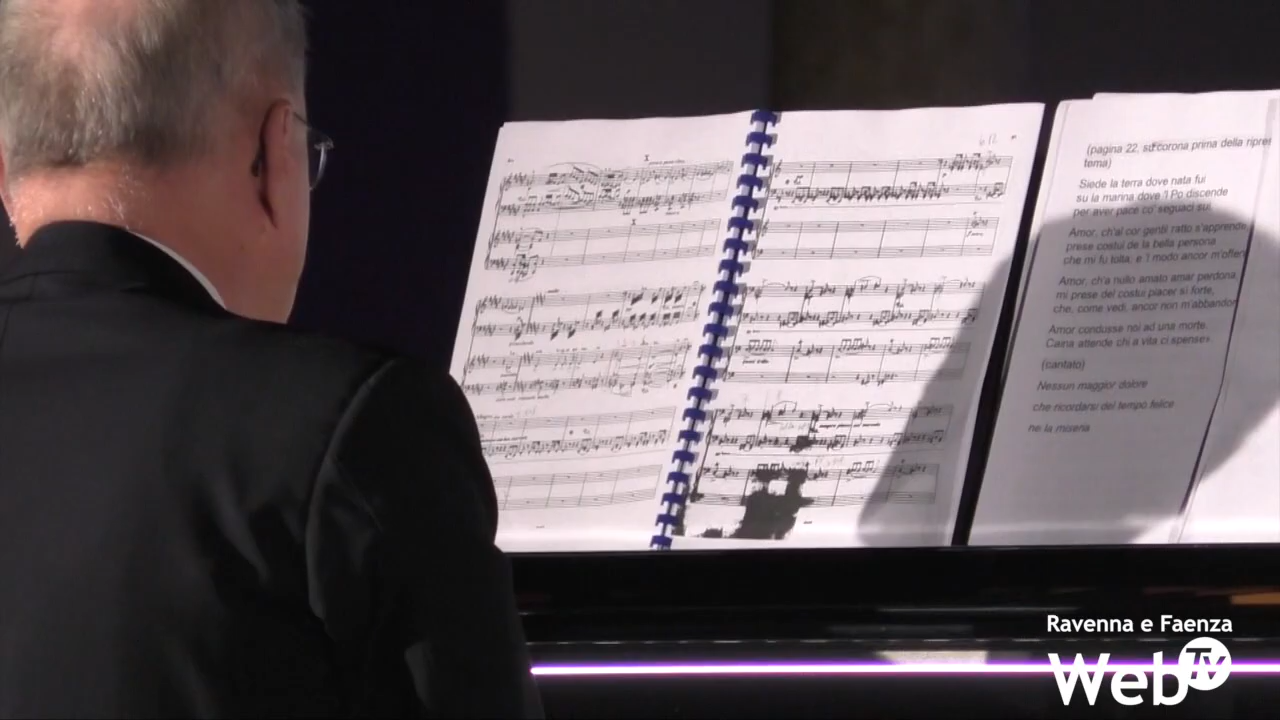 (pagina 22, su corona prima della ripre
tema)
Siede la terra dove nata fui
su la marina dove 'l Po discende
per aver pace co' seguaci sui.
Amor, ch'al cor gentil ratto s'apprende
prese costui de la bella persona
che mi fu tolta; e 'l modo ancor m'offen
Amor, ch'a nullo amato amar perdona,
mi prese del costui piacer sì forte,
che, come vedi, ancor non m'abbandon
Amor condusse noi ad una morte.
Caina attende chi a vita ci spense».
(cantato)
Nessun maggior dolore
che ricordarsi del tempo felice
ne la miseria
Ravenna e Faenza
WebTV